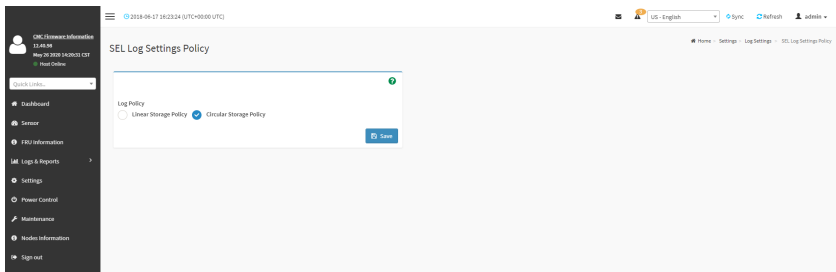 CMC Firmware Information
12.40.98
May 26 2020 14:20:31 CST
Host Online
Quick Links...
Dashboard
Sensor
FRU Information
Logs & Reports
Settings
Power Control
Maintenance
Nodes Information
Sign out
2018-06-17 16:23:24 (UTC+00:00 UTC)
US - English
Sync
Refresh
admin
SEL Log Settings Policy
Home > Settings > Log Settings > SEL Log Settings Policy
Log Policy
Linear Storage Policy Circular Storage Policy
Save